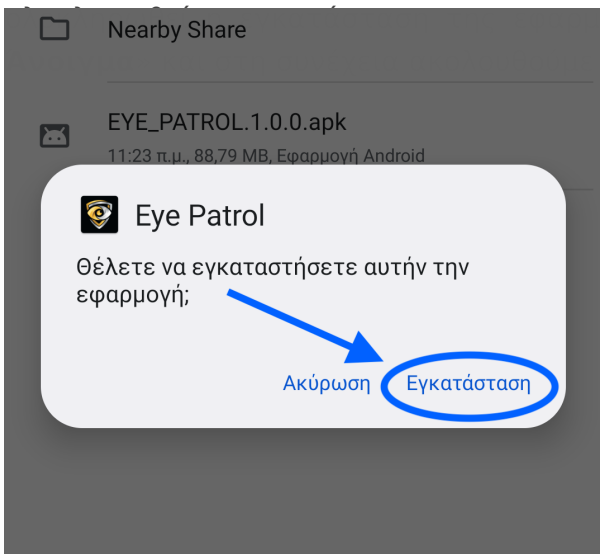 Nearby Share
EYE_PATROL.1.0.0.apk
11:23 π.μ., 88,79 MB, Εφαρμογή Android
Eye Patrol
Θέλετε να εγκαταστήσετε αυτήν την
εφαρμογή;
Ακύρωση Εγκατάσταση